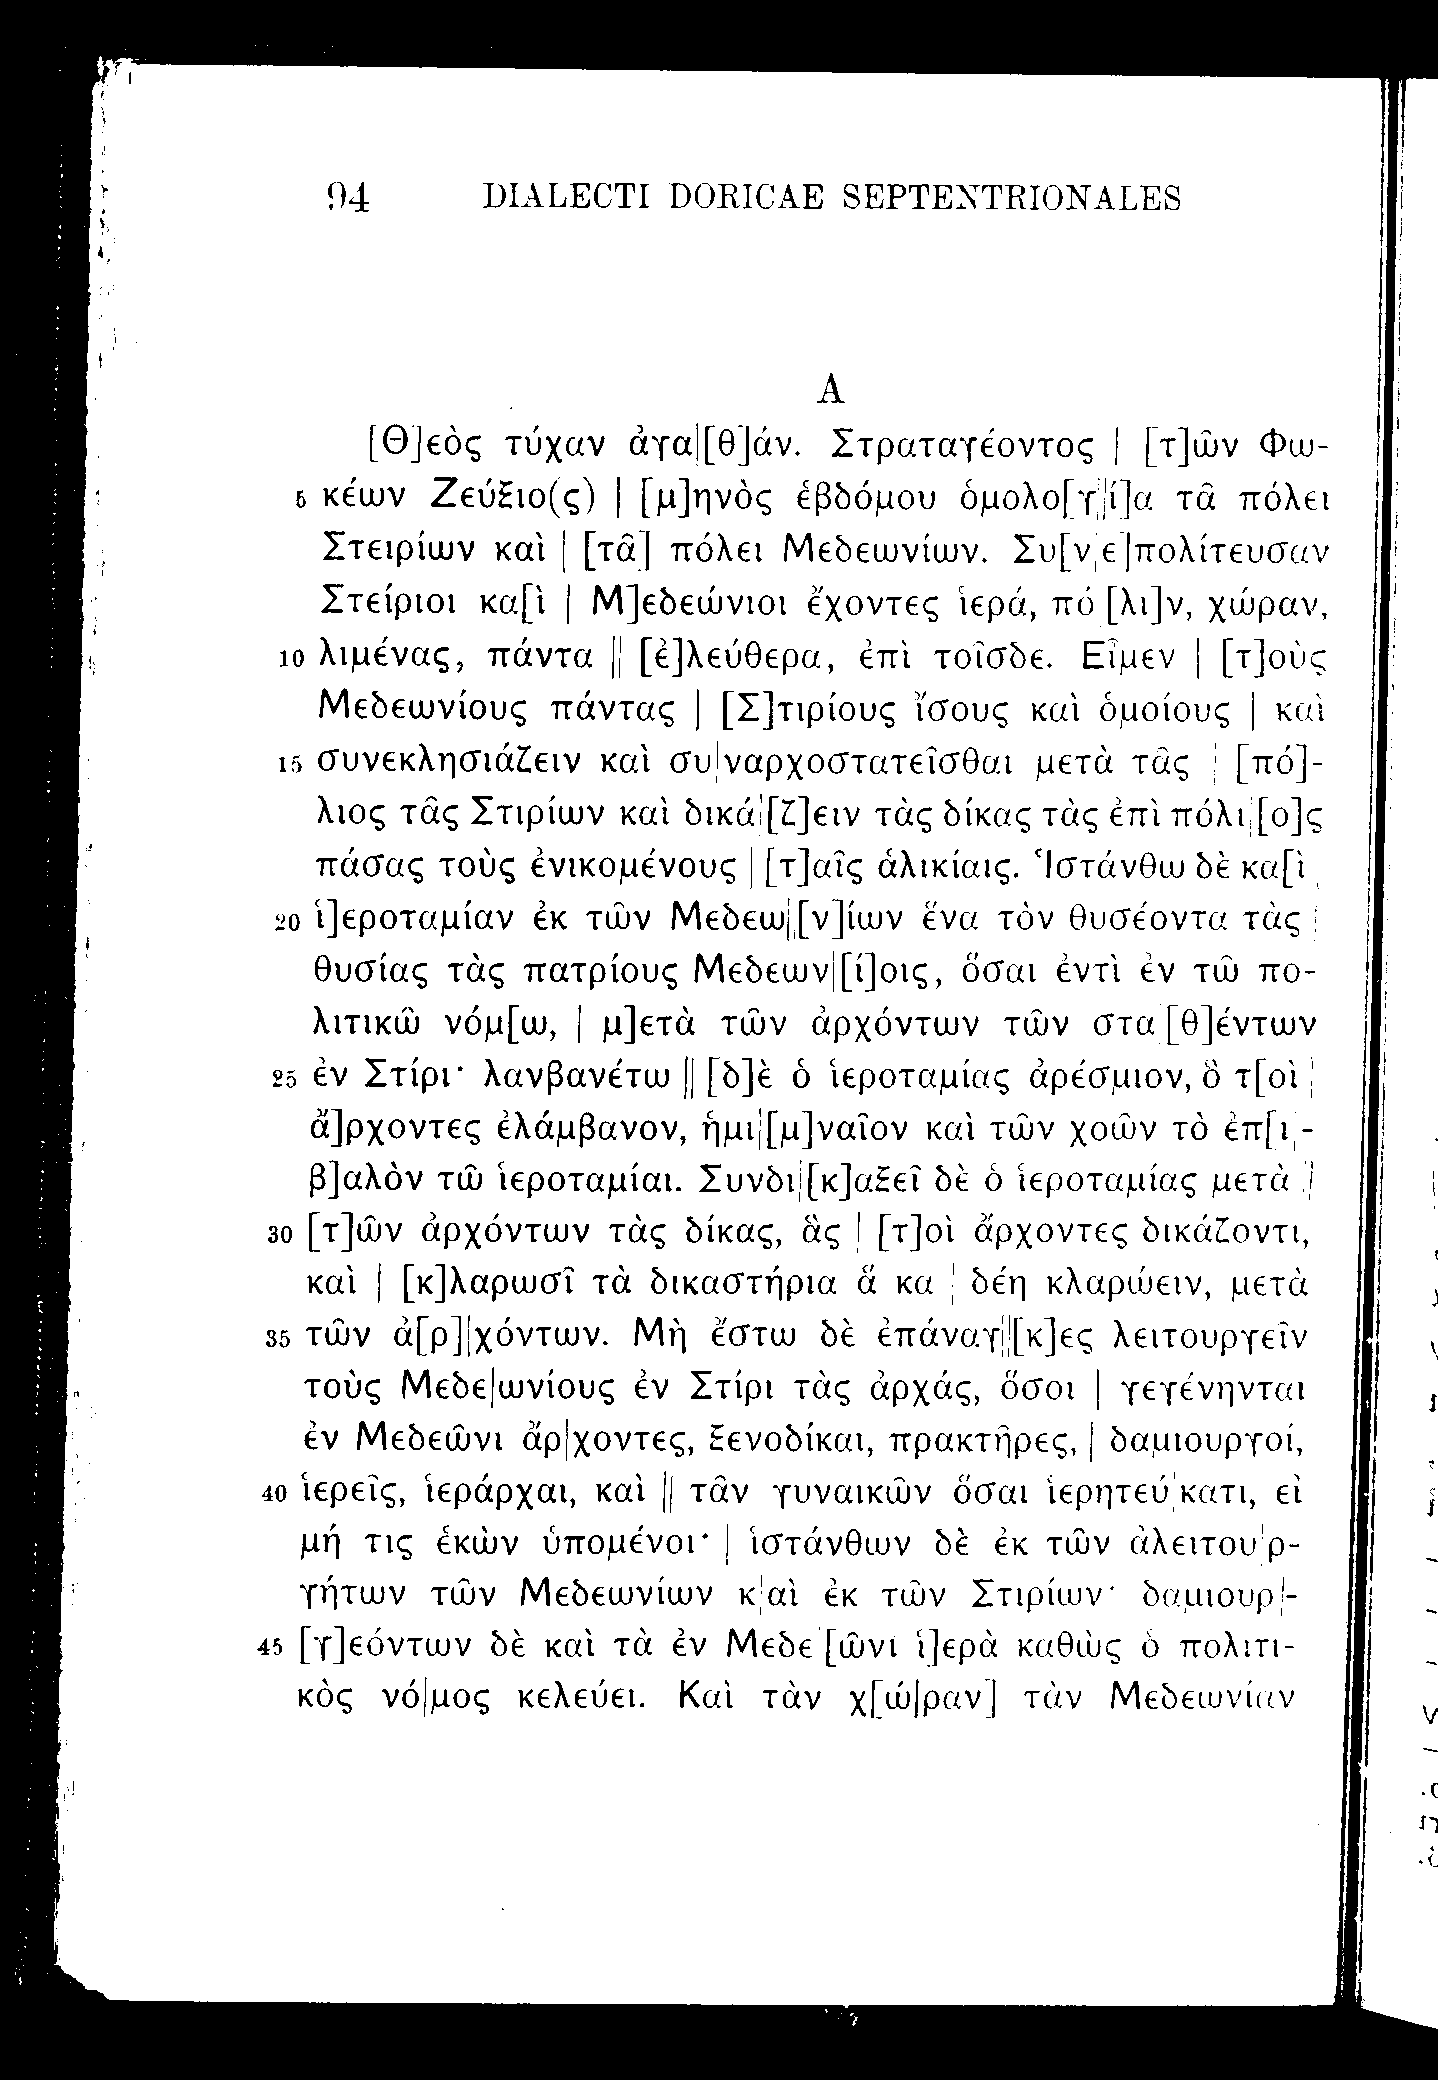 94 DIALECTI DORICAE SEPTENTRIONALES
A
[Θ]εὸς τύχαν ἀγα|[θ]άν. Στραταγέοντος | [τ]ῶν Φω-
5 κέων Ζεύξιο(ς) | [μ]ηνὸς ἑβδόμου ὁμολο[γ||ί]α τᾶ πόλει
Στειρίων καὶ | [τᾶ] πόλει Μεδεωνίων. Συ[ν|ε]πολίτευσαν
Στείριοι κα[ὶ | Μ]εδεώνιοι ἔχοντες ἱερά, πό|[λι]ν, χώραν,
10 λιμένας, πάντα || [ἐ]λεύθερα, ἐπὶ τοῖσδε. Εἶμεν | [τ]οὺς
Μεδεωνίους πάντας | [Σ]τιρίους ἴσους καὶ ὁμοίους | καὶ
15 συνεκλησιάζειν καὶ συ|ναρχοστατεῖσθαι μετὰ τᾶς | [πό]-
λιος τᾶς Στιρίων καὶ δικά|[ζ]ειν τὰς δίκας τὰς ἐπὶ πόλι|[ο]ς
πάσας τοὺς ἐνικομένους | [τ]αῖς ἁλικίαις. Ἱστάνθω δὲ κα[ὶ |
20 ἱ]εροταμίαν ἐκ τῶν Μεδεω||[ν]ίων ἕνα τὸν θυσέοντα τὰς |
θυσίας τὰς πατρίους Μεδεων|[ί]οις, ὅσαι ἐντὶ ἐν τῶ πο-
λιτικῶ νόμ[ω, | μ]ετὰ τῶν ἀρχόντων τῶν στα|[θ]έντων
25 ἐν Στίρι· λανβανέτω || [δ]ὲ ὁ ἱεροταμίας ἀρέσμιον, ὃ τ[οὶ |
ἄ]ρχοντες ἐλάμβανον, ἡμι|[μ]ναῖον καὶ τῶν χοῶν τὸ ἐπ[ι|-
β]αλὸν τῶ ἱεροταμίαι. Συνδι|[κ]αξεῖ δὲ ὁ ἱεροταμίας μετὰ |
30 [τ]ῶν ἀρχόντων τὰς δίκας, ἃς | [τ]οὶ ἄρχοντες δικάζοντι,
καὶ | [κ]λαρωσῖ τὰ δικαστήρια ἅ κα | δέη κλαρώειν, μετὰ
35 τῶν ἀ[ρ]|χόντων. Μὴ ἔστω δὲ ἐπάναγ||[κ]ες λειτουργεῖν
τοὺς Μεδε|ωνίους ἐν Στίρι τὰς ἀρχάς, ὅσοι | γεγένηνται
ἐν Μεδεῶνι ἄρ|χοντες, ξενοδίκαι, πρακτῆρες, | δαμιουργοί,
40 ἱερεῖς, ἱεράρχαι, καὶ || τᾶν γυναικῶν ὅσαι ἱερητεύ|κατι, εἰ
μή τις ἑκὼν ὑπομένοι· | ἱστάνθων δὲ ἐκ τῶν ἀλειτου|ρ-
γήτων τῶν Μεδεωνίων κ|αὶ ἐκ τῶν Στιρίων· δαμιουρ|-
45 [γ]εόντων δὲ καὶ τὰ ἐν Μεδε|[ῶνι ἱ]ερὰ καθὼς ὁ πολιτι-
κὸς νό|μος κελεύει. Καὶ τὰν χ[ώ|ραν] τὰν Μεδεωνίαν